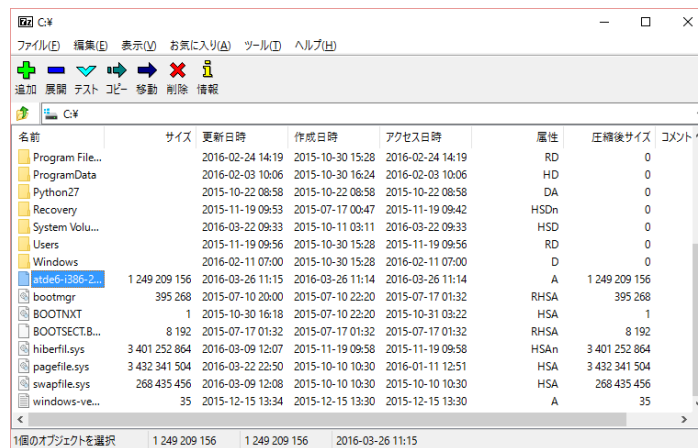 C:¥
ファイル(F) 編集(E) 表示(V) お気に入り(A) ツール(T) ヘルプ(H)
追加 展開 テスト コピー 移動 削除 情報
C:¥
名前 サイズ 更新日時 作成日時 アクセス日時 属性 圧縮後サイズ コメント
Program File... 2016-02-24 14:19 2015-10-30 15:28 2016-02-24 14:19 RD 0
ProgramData 2016-02-03 10:06 2015-10-30 16:24 2016-02-03 10:06 HD 0
Python27 2015-10-22 08:58 2015-10-22 08:58 2015-10-22 08:58 DA 0
Recovery 2015-11-19 09:53 2015-07-17 00:47 2015-11-19 09:42 HSDn 0
System Volu... 2016-03-22 09:33 2015-10-11 03:11 2016-03-22 09:33 HSD 0
Users 2015-11-19 09:56 2015-10-30 15:28 2015-11-19 09:56 RD 0
Windows 2016-02-11 07:00 2015-10-30 15:28 2016-02-11 07:00 D 0
atde6-i386-2... 1 249 209 156 2016-03-26 11:15 2016-03-26 11:14 2016-03-26 11:14 A 1 249 209 156
bootmgr 395 268 2015-07-10 20:00 2015-07-10 22:20 2015-07-17 01:32 RHSA 395 268
BOOTNXT 1 2015-10-30 16:18 2015-07-10 22:20 2015-10-31 03:22 HSA 1
BOOTSECT.B... 8 192 2015-07-17 01:32 2015-07-17 01:32 2015-07-17 01:32 RHSA 8 192
hiberfil.sys 3 401 252 864 2016-03-09 12:07 2015-11-19 09:58 2015-11-19 09:58 HSAn 3 401 252 864
pagefile.sys 3 432 341 504 2016-03-22 22:50 2015-10-10 10:30 2016-01-11 12:51 HSA 3 432 341 504
swapfile.sys 268 435 456 2016-03-09 12:08 2015-10-10 10:30 2015-10-10 10:30 HSA 268 435 456
windows-ve... 35 2015-12-15 13:34 2015-12-15 13:30 2015-12-15 13:30 A 35
1個のオブジェクトを選択 1 249 209 156 1 249 209 156 2016-03-26 11:15